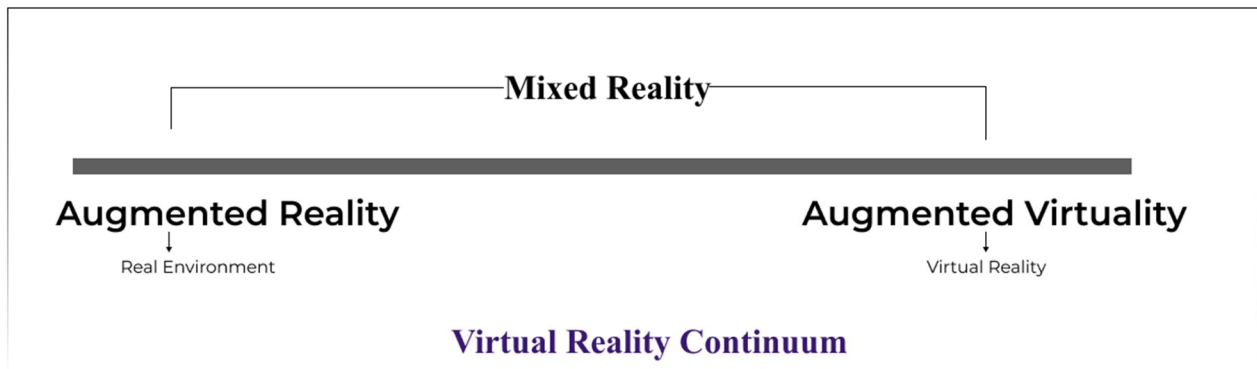 Mixed Reality
Augmented Reality
Augmented Virtuality
Real Environment
Virtual Reality
Virtual Reality Continuum